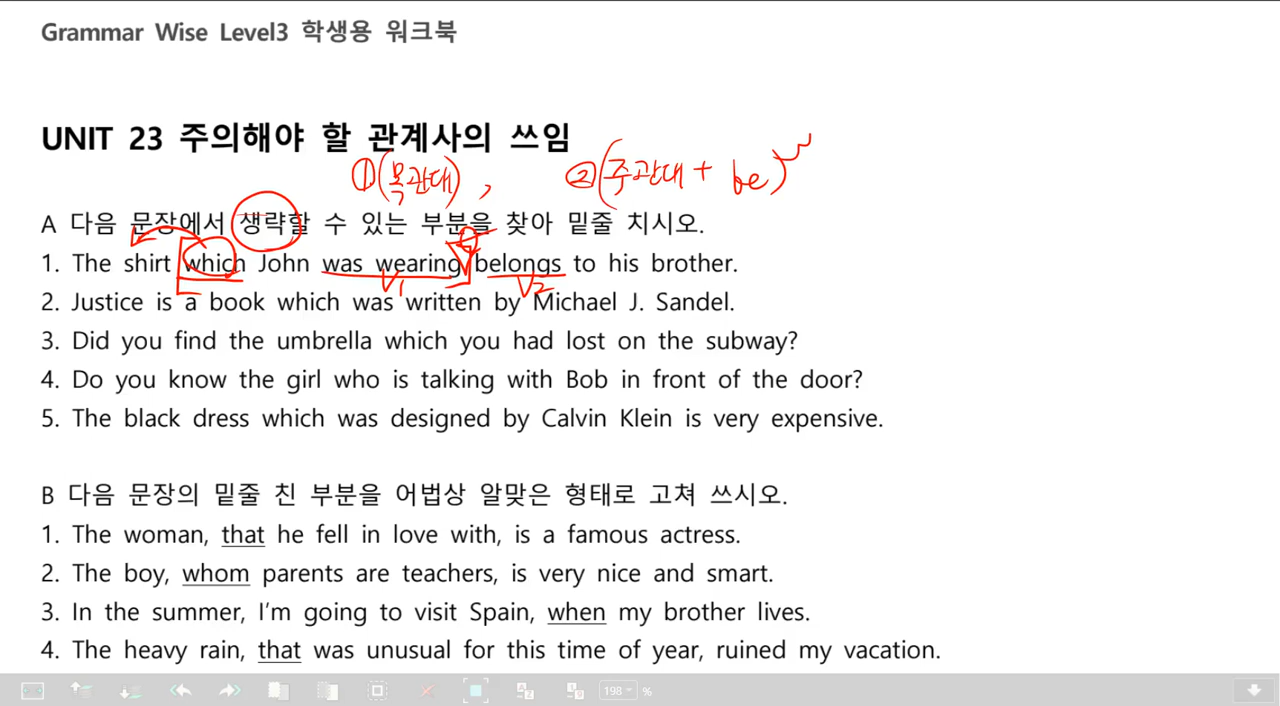 Grammar Wise Level3 학생용 워크북
UNIT 23 주의해야 할 관계사의 쓰임
①(목관대), ②(주관대 + be)
A 다음 문장에서 생략할 수 있는 부분을 찾아 밑줄 치시오.
1. The shirt which John was wearing belongs to his brother.
V1 V2
2. Justice is a book which was written by Michael J. Sandel.
3. Did you find the umbrella which you had lost on the subway?
4. Do you know the girl who is talking with Bob in front of the door?
5. The black dress which was designed by Calvin Klein is very expensive.
B 다음 문장의 밑줄 친 부분을 어법상 알맞은 형태로 고쳐 쓰시오.
1. The woman, that he fell in love with, is a famous actress.
2. The boy, whom parents are teachers, is very nice and smart.
3. In the summer, I’m going to visit Spain, when my brother lives.
4. The heavy rain, that was unusual for this time of year, ruined my vacation.
198 %